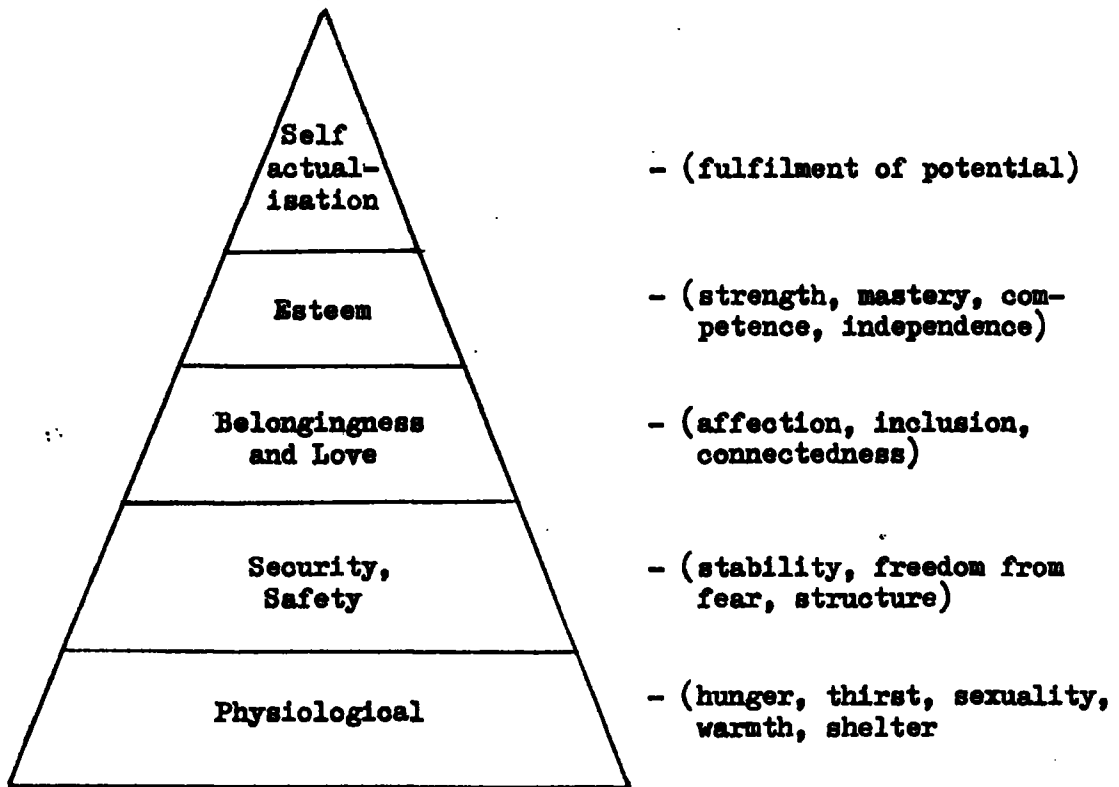 Self
actual-
isation
- (fulfilment of potential)
Esteem
- (strength, mastery, com-
petence, independence)
Belongingness
and Love
- (affection, inclusion,
connectedness)
Security,
Safety
- (stability, freedom from
fear, structure)
Physiological
- (hunger, thirst, sexuality,
warmth, shelter